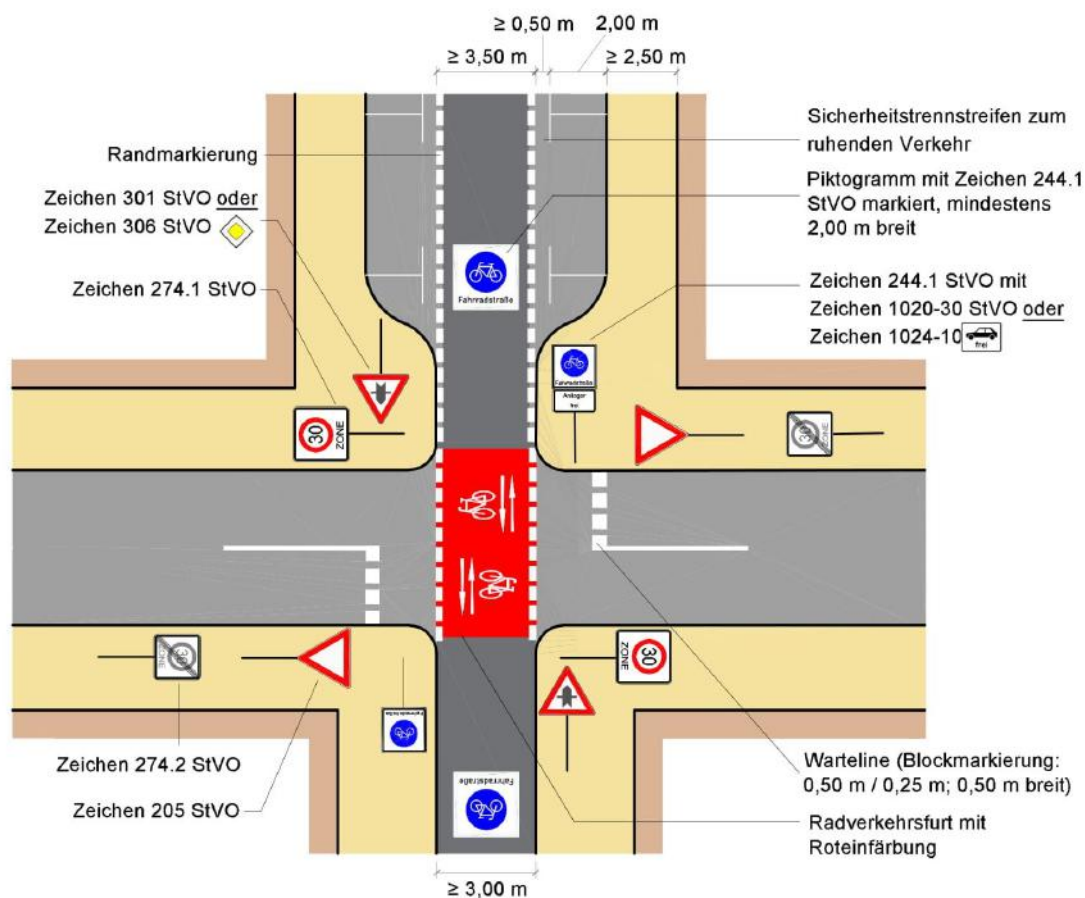 ≥ 0,50 m
2,00 m
≥ 3,50 m
≥ 2,50 m
Randmarkierung
Zeichen 301 StVO oder
Zeichen 306 StVO
Zeichen 274.1 StVO
Sicherheitstrennstreifen zum
ruhenden Verkehr
Piktogramm mit Zeichen 244.1
StVO markiert, mindestens
2,00 m breit
Zeichen 244.1 StVO mit
Zeichen 1020-30 StVO oder
Zeichen 1024-10
frei
Fahrradstraße
Fahrradstraße
Anlieger
frei
30
ZONE
30
ZONE
30
ZONE
30
ZONE
Fahrradstraße
Fahrradstraße
Zeichen 274.2 StVO
Zeichen 205 StVO
Warteline (Blockmarkierung:
0,50 m / 0,25 m; 0,50 m breit)
Radverkehrsfurt mit
Roteinfärbung
≥ 3,00 m